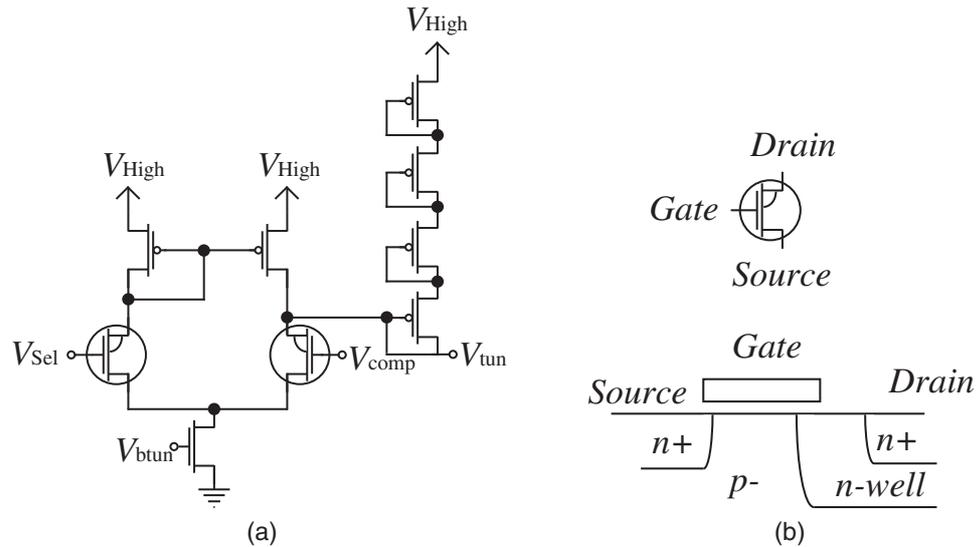 VHigh
VHigh
VHigh
VSel
Vcomp
Vtun
Vbtun
(a)
Drain
Gate
Source
Gate
Source
Drain
n+
n+
p-
n-well
(b)